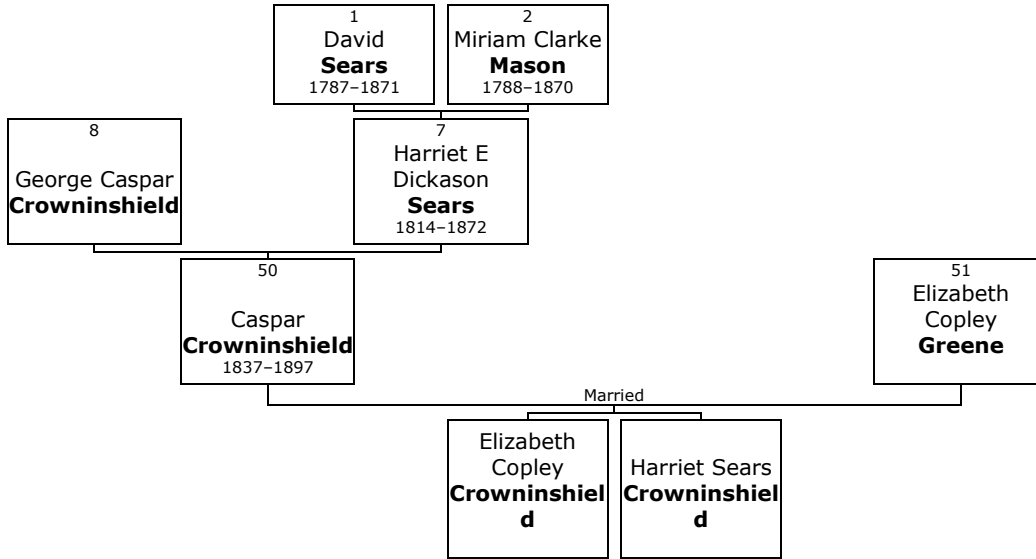 1
David
Sears
1787–1871
2
Miriam Clarke
Mason
1788–1870
8
George Caspar
Crowninshield
7
Harriet E
Dickason
Sears
1814–1872
50
Caspar
Crowninshield
1837–1897
51
Elizabeth
Copley
Greene
Married
Elizabeth
Copley
Crowninshiel
d
Harriet Sears
Crowninshiel
d